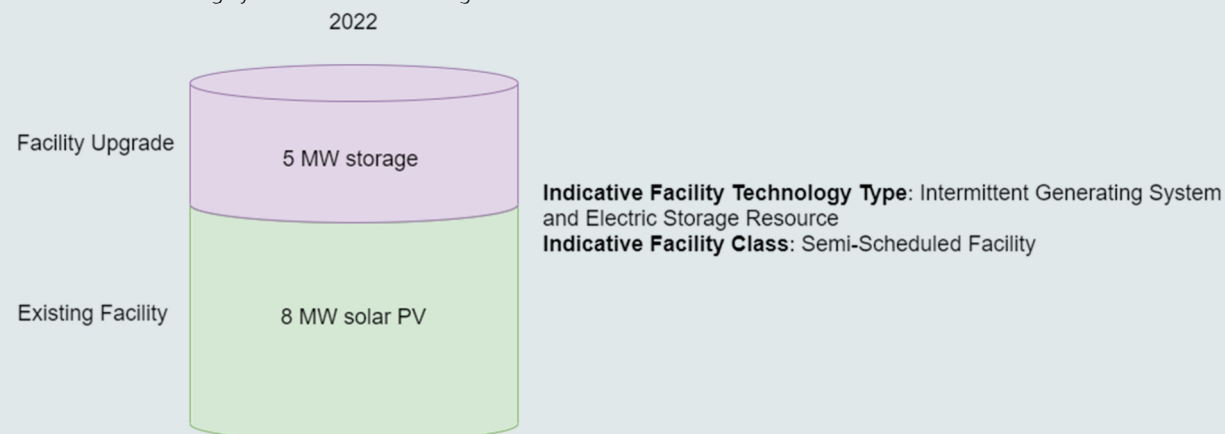 2022
Facility Upgrade
5 MW storage
Indicative Facility Technology Type: Intermittent Generating System
and Electric Storage Resource
Indicative Facility Class: Semi-Scheduled Facility
Existing Facility
8 MW solar PV